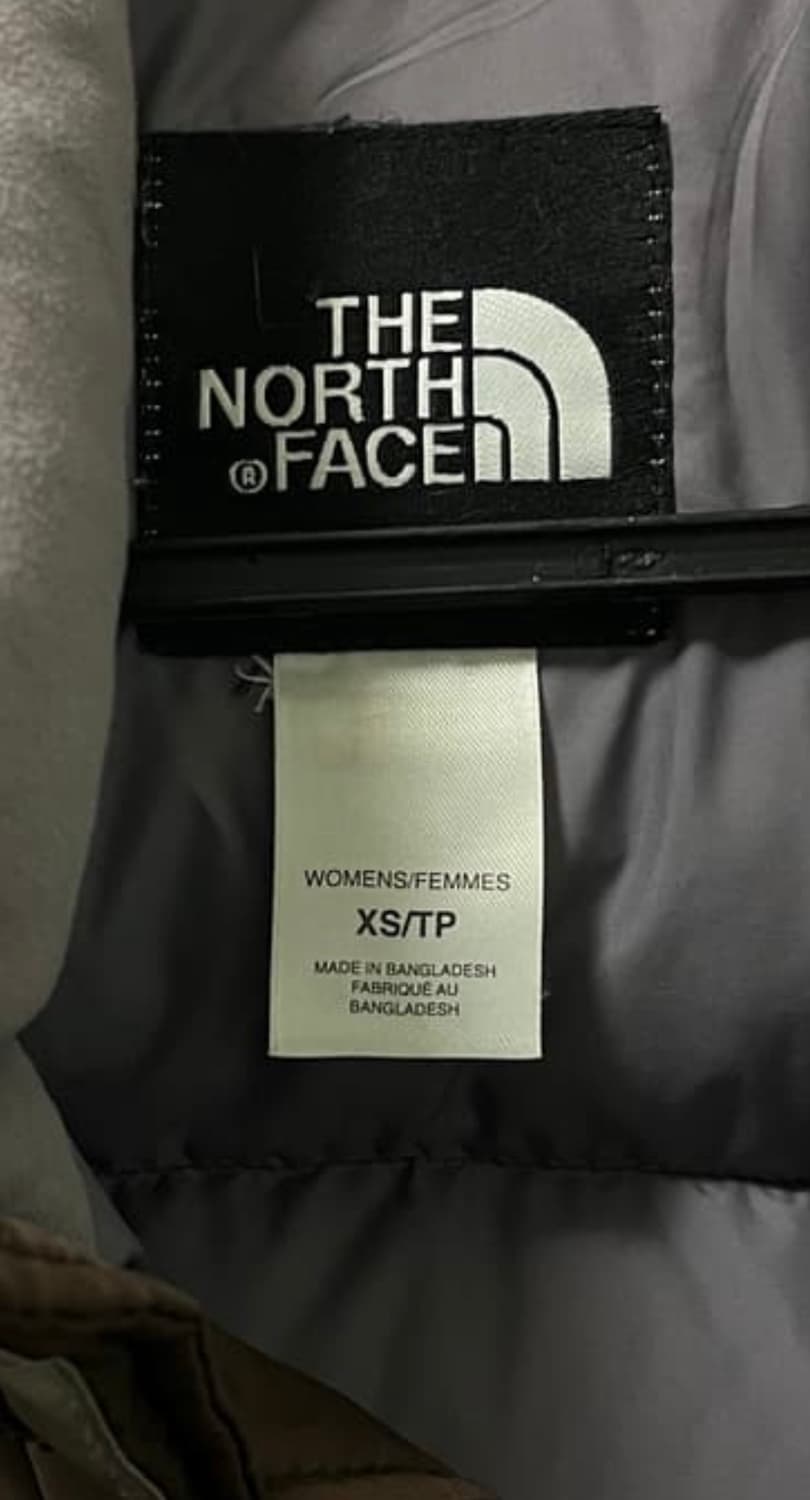 THE
NORTH
®FACE
WOMENS/FEMMES
XS/TP
MADE IN BANGLADESH
FABRIQUÉ AU
BANGLADESH